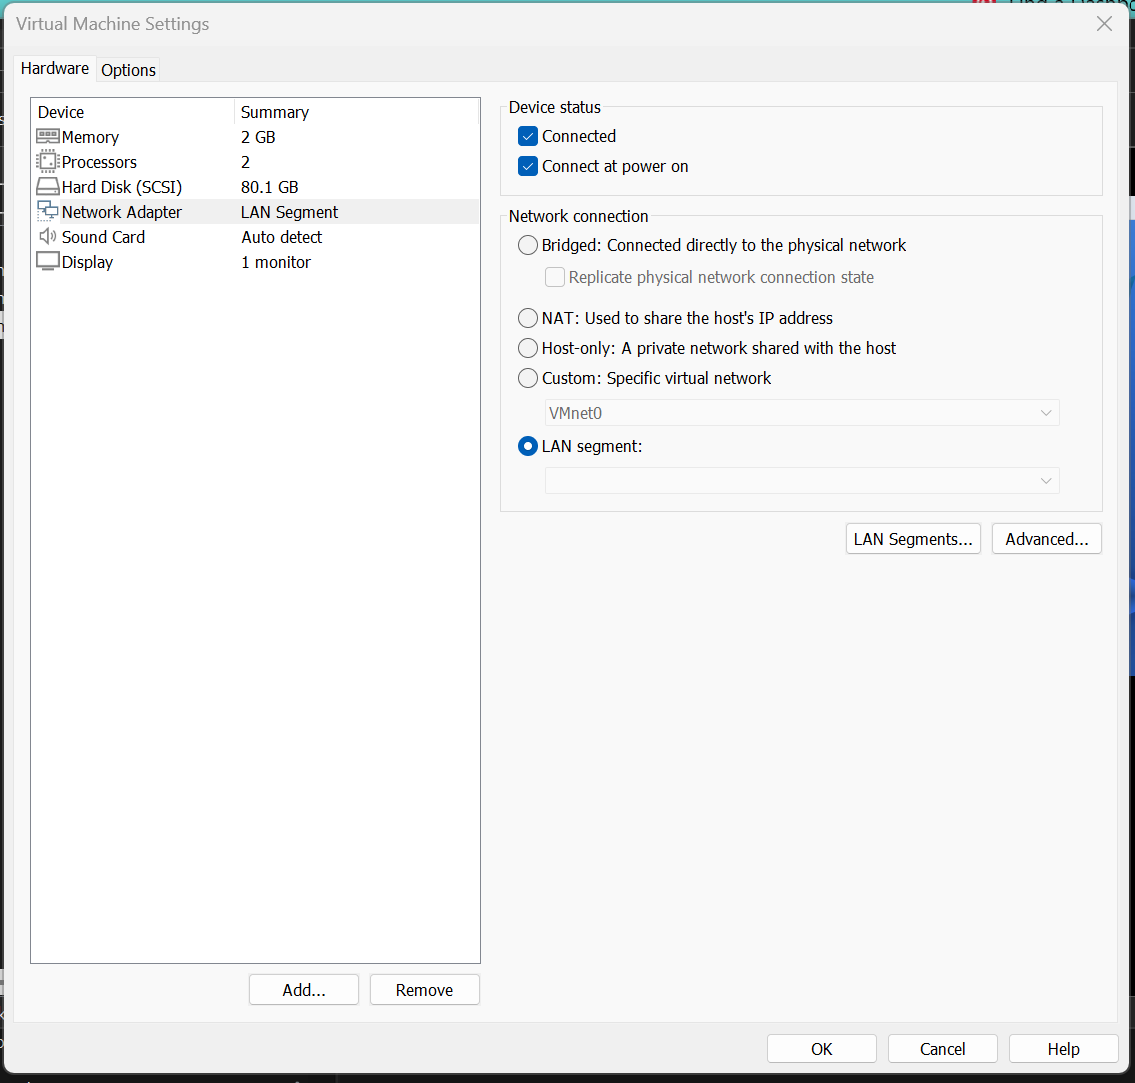 Virtual Machine Settings
Hardware
Options
Device Summary
Memory 2 GB
Processors 2
Hard Disk (SCSI) 80.1 GB
Network Adapter LAN Segment
Sound Card Auto detect
Display 1 monitor
Add...
Remove
Device status
Connected
Connect at power on
Network connection
Bridged: Connected directly to the physical network
Replicate physical network connection state
NAT: Used to share the host's IP address
Host-only: A private network shared with the host
Custom: Specific virtual network
VMnet0
LAN segment:
LAN Segments...
Advanced...
OK
Cancel
Help